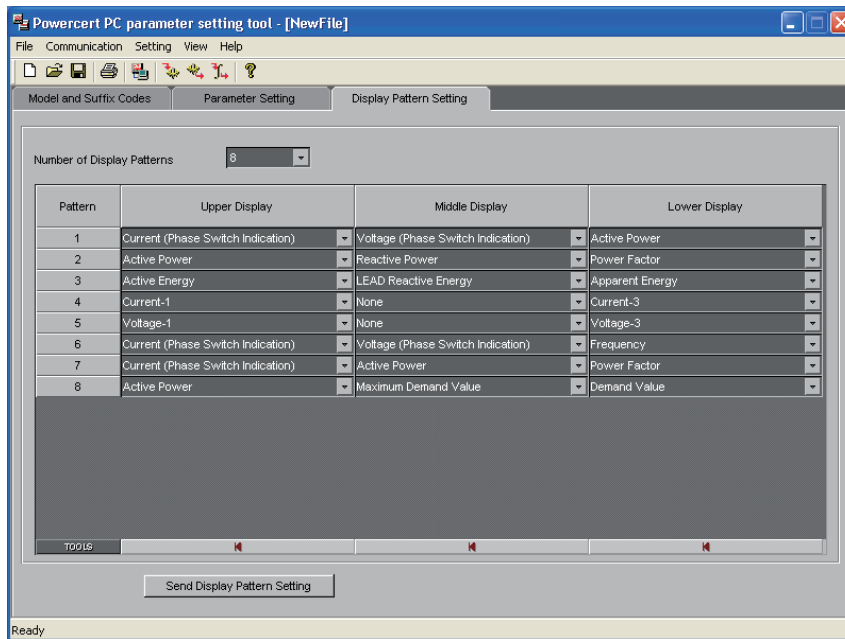 Powercert PC parameter setting tool - [NewFile]
File Communication Setting View Help
Model and Suffix Codes Parameter Setting Display Pattern Setting
Number of Display Patterns 8
Pattern Upper Display Middle Display Lower Display
1 Current (Phase Switch Indication) Voltage (Phase Switch Indication) Active Power
2 Active Power Reactive Power Power Factor
3 Active Energy LEAD Reactive Energy Apparent Energy
4 Current-1 None Current-3
5 Voltage-1 None Voltage-3
6 Current (Phase Switch Indication) Voltage (Phase Switch Indication) Frequency
7 Current (Phase Switch Indication) Active Power Power Factor
8 Active Power Maximum Demand Value Demand Value
TOOLS
Send Display Pattern Setting
Ready